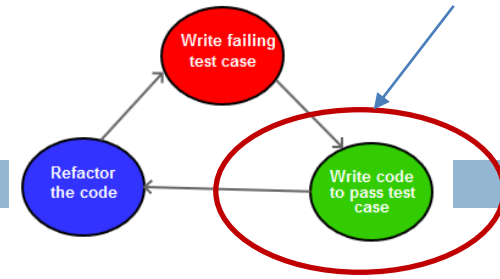 Write failing
test case
Refactor
the code
Write code
to pass test
case